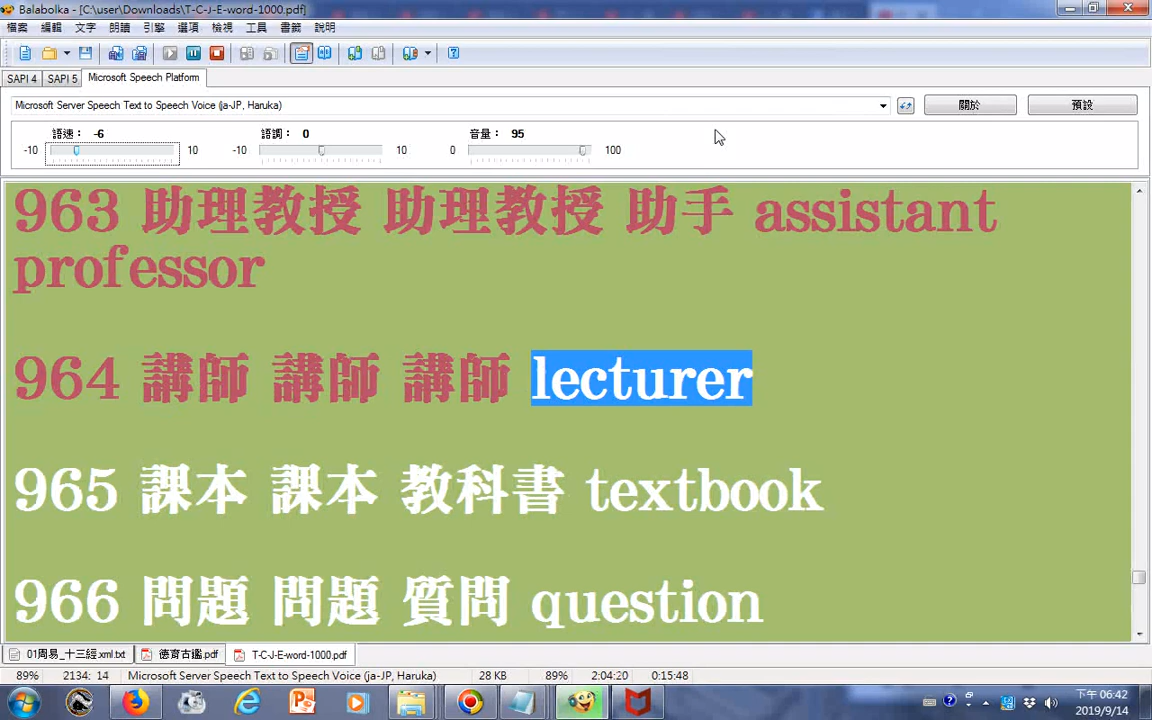 Balabolka - [C:\user\Downloads\T-C-J-E-word-1000.pdf]
檔案 編輯 文字 朗讀 引擎 選項 檢視 工具 書籤 說明
SAPI 4 SAPI 5 Microsoft Speech Platform
Microsoft Server Speech Text to Speech Voice (ja-JP, Haruka) 關於 預設
語速： -6 語調： 0 音量： 95
-10 10 -10 10 0 100
963 助理教授 助理教授 助手 assistant
professor
964 講師 講師 講師 lecturer
965 課本 課本 教科書 textbook
966 問題 問題 質問 question
01周易_十三經.xml.txt 德育古鑑.pdf T-C-J-E-word-1000.pdf
89% 2134: 14 Microsoft Server Speech Text to Speech Voice (ja-JP, Haruka) 28 KB 89% 2:04:20 0:15:48
下午 06:42
2019/9/14